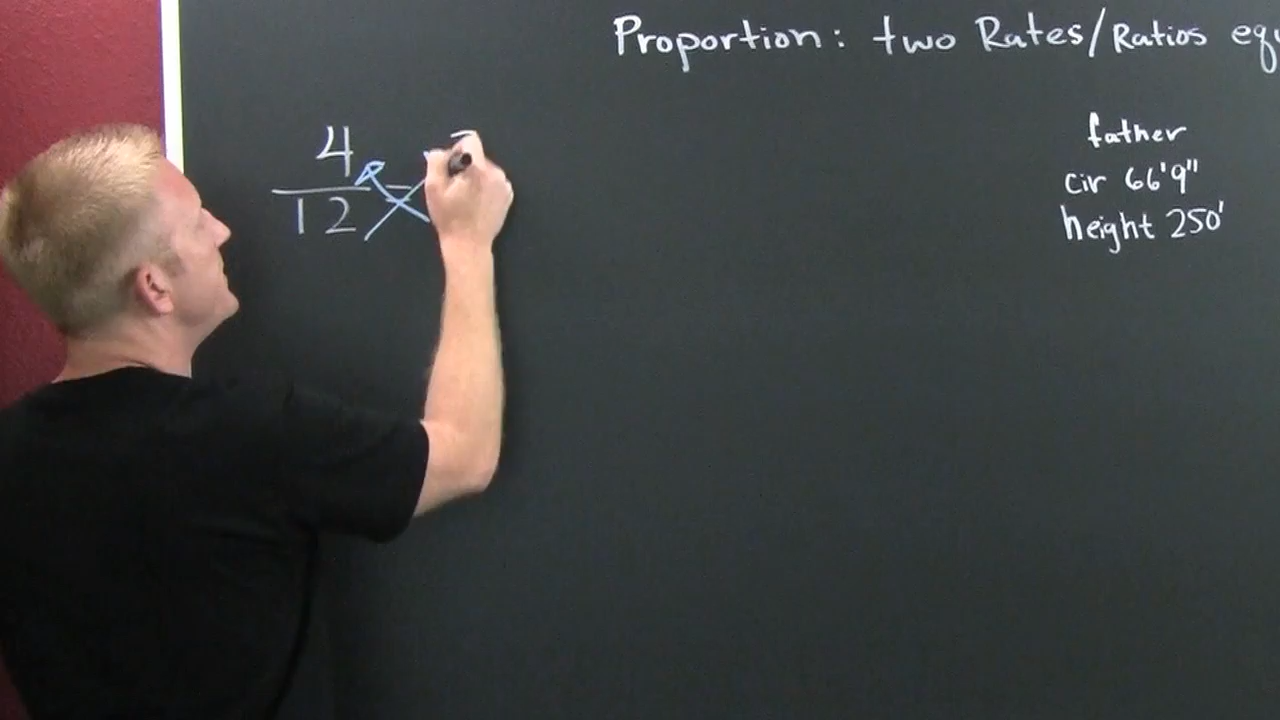 Proportion: two Rates/Ratios
4
12
=
father
cir 66'9"
height 250'